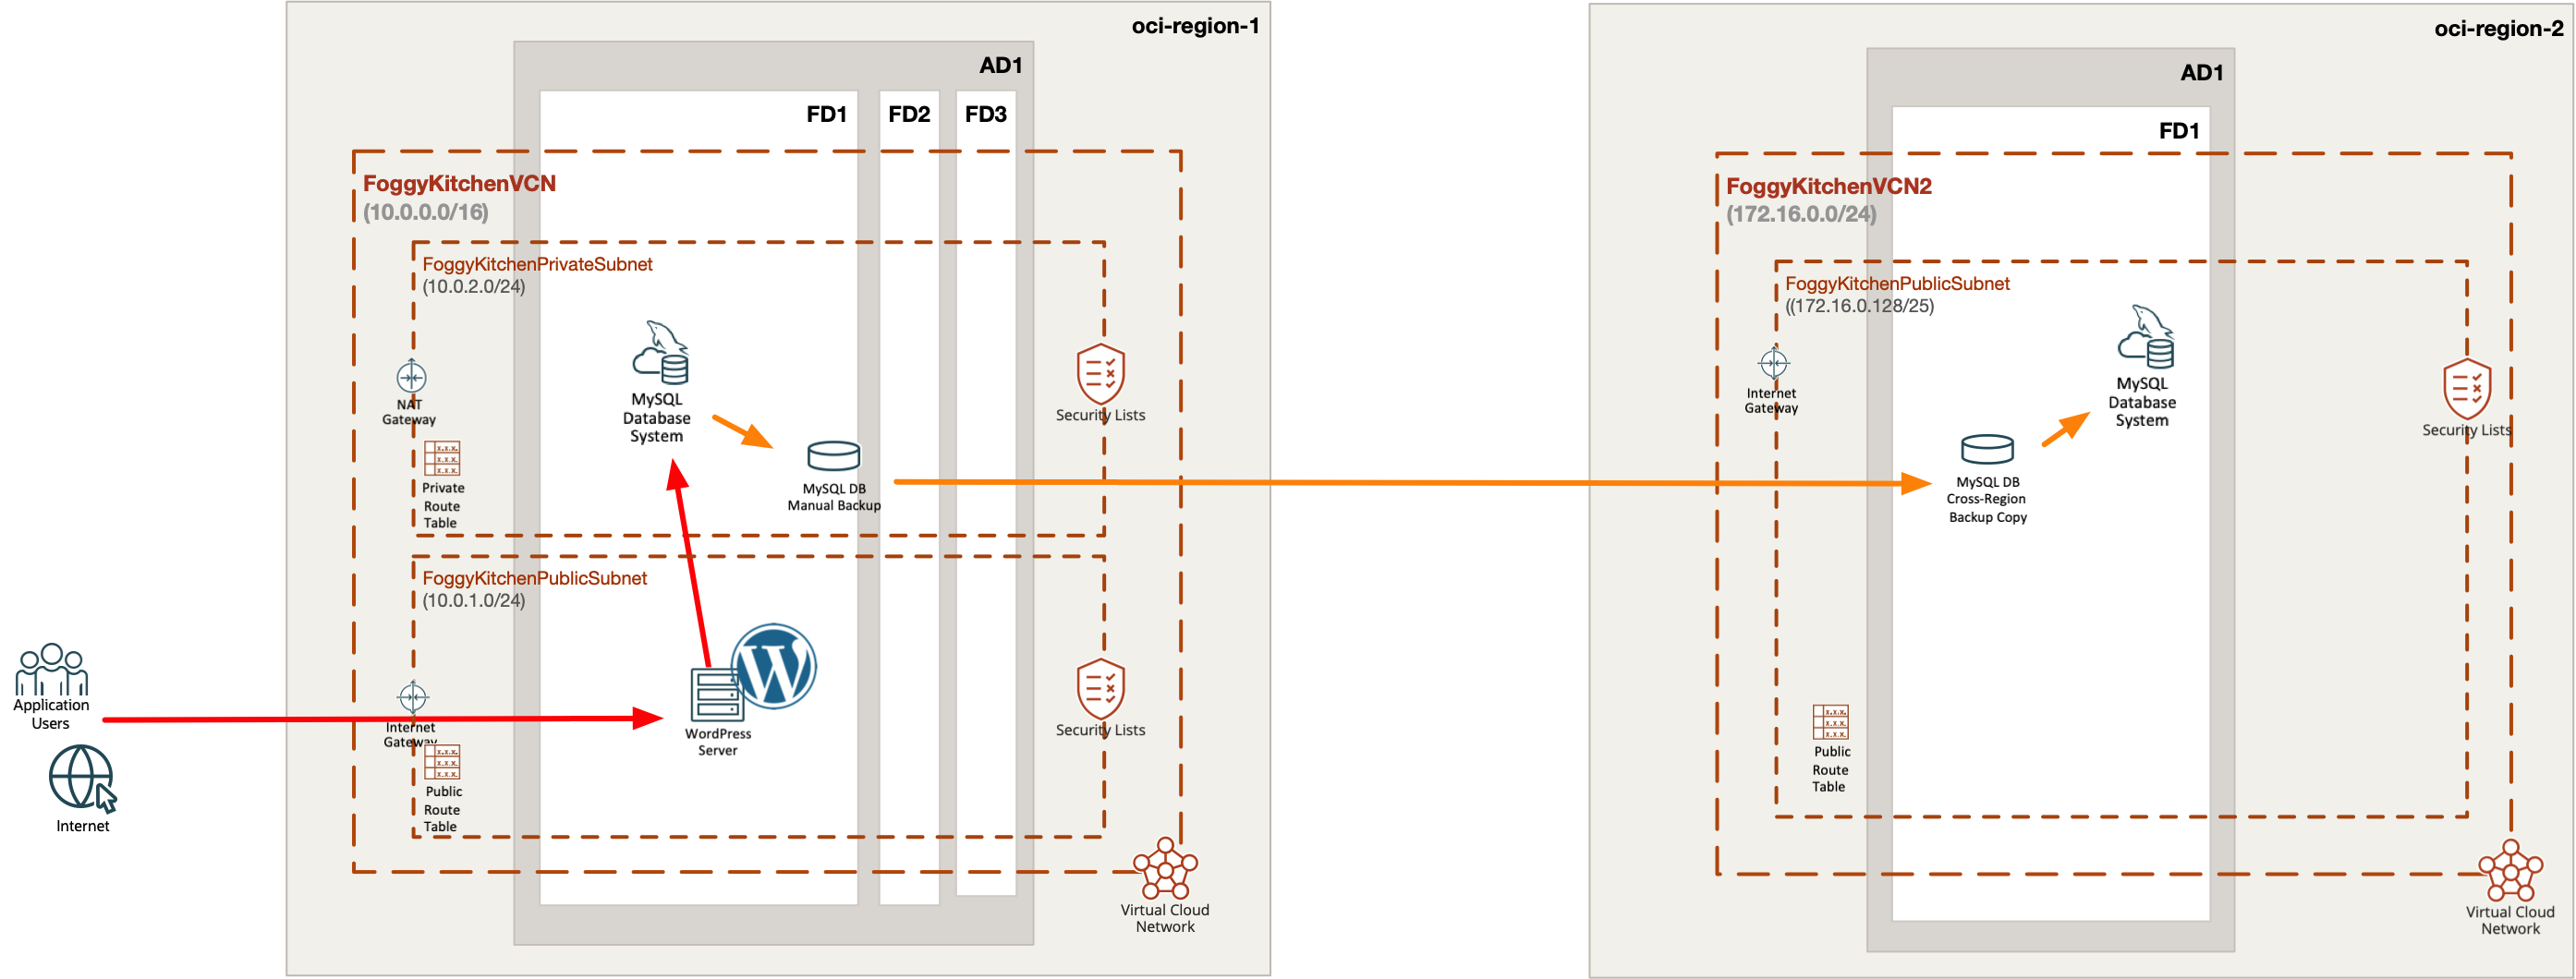 oci-region-1
AD1
FD1
FD2
FD3
FoggyKitchenVCN
(10.0.0.0/16)
FoggyKitchenPrivateSubnet
(10.0.2.0/24)
MySQL
Database
System
NAT
Gateway
Private
Route
Table
MySQL DB
Manual Backup
Security Lists
FoggyKitchenPublicSubnet
(10.0.1.0/24)
Application
Users
Internet
Internet
Gateway
Public
Route
Table
WordPress
Server
Security Lists
Virtual Cloud
Network
oci-region-2
AD1
FD1
FoggyKitchenVCN2
(172.16.0.0/24)
FoggyKitchenPublicSubnet
((172.16.0.128/25)
Internet
Gateway
MySQL
Database
System
MySQL DB
Cross-Region
Backup Copy
Security Lists
Public
Route
Table
Virtual Cloud
Network